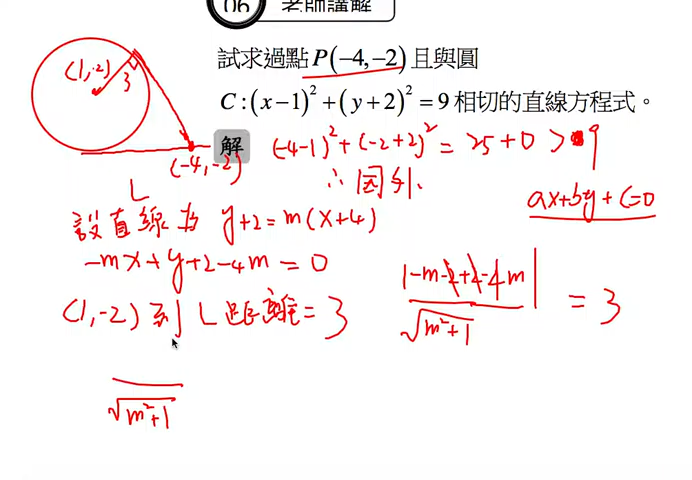 06 老師講解
試求過點 P(-4,-2) 且與圓
C:(x-1)²+(y+2)²=9 相切的直線方程式。
(1,-2)
3
(-4,-2)
解
(-4-1)²+(-2+2)²=25+0>9
∴圓外
ax+by+c=0
L
設直線為 y+2=m(x+4)
-mx+y+2-4m=0
(1,-2)到L距離=3
|-m-2+2-4m|/√(m²+1) =3
√(m²+1)